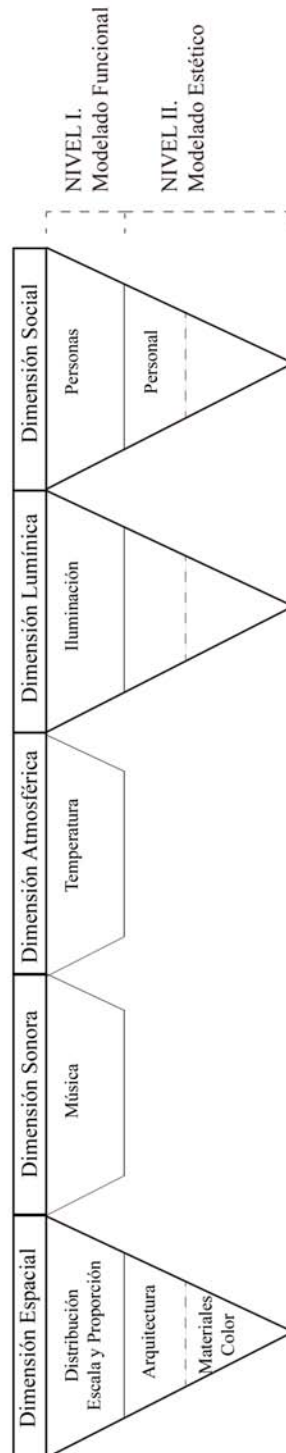 Dimensión Espacial
Dimensión Sonora
Dimensión Atmosférica
Dimensión Lumínica
Dimensión Social
Distribución
Escala y Proporción
Arquitectura
Materiales
Color
Música
Temperatura
Iluminación
Personas
Personal
NIVEL I.
Modelado Funcional
NIVEL II.
Modelado Estético